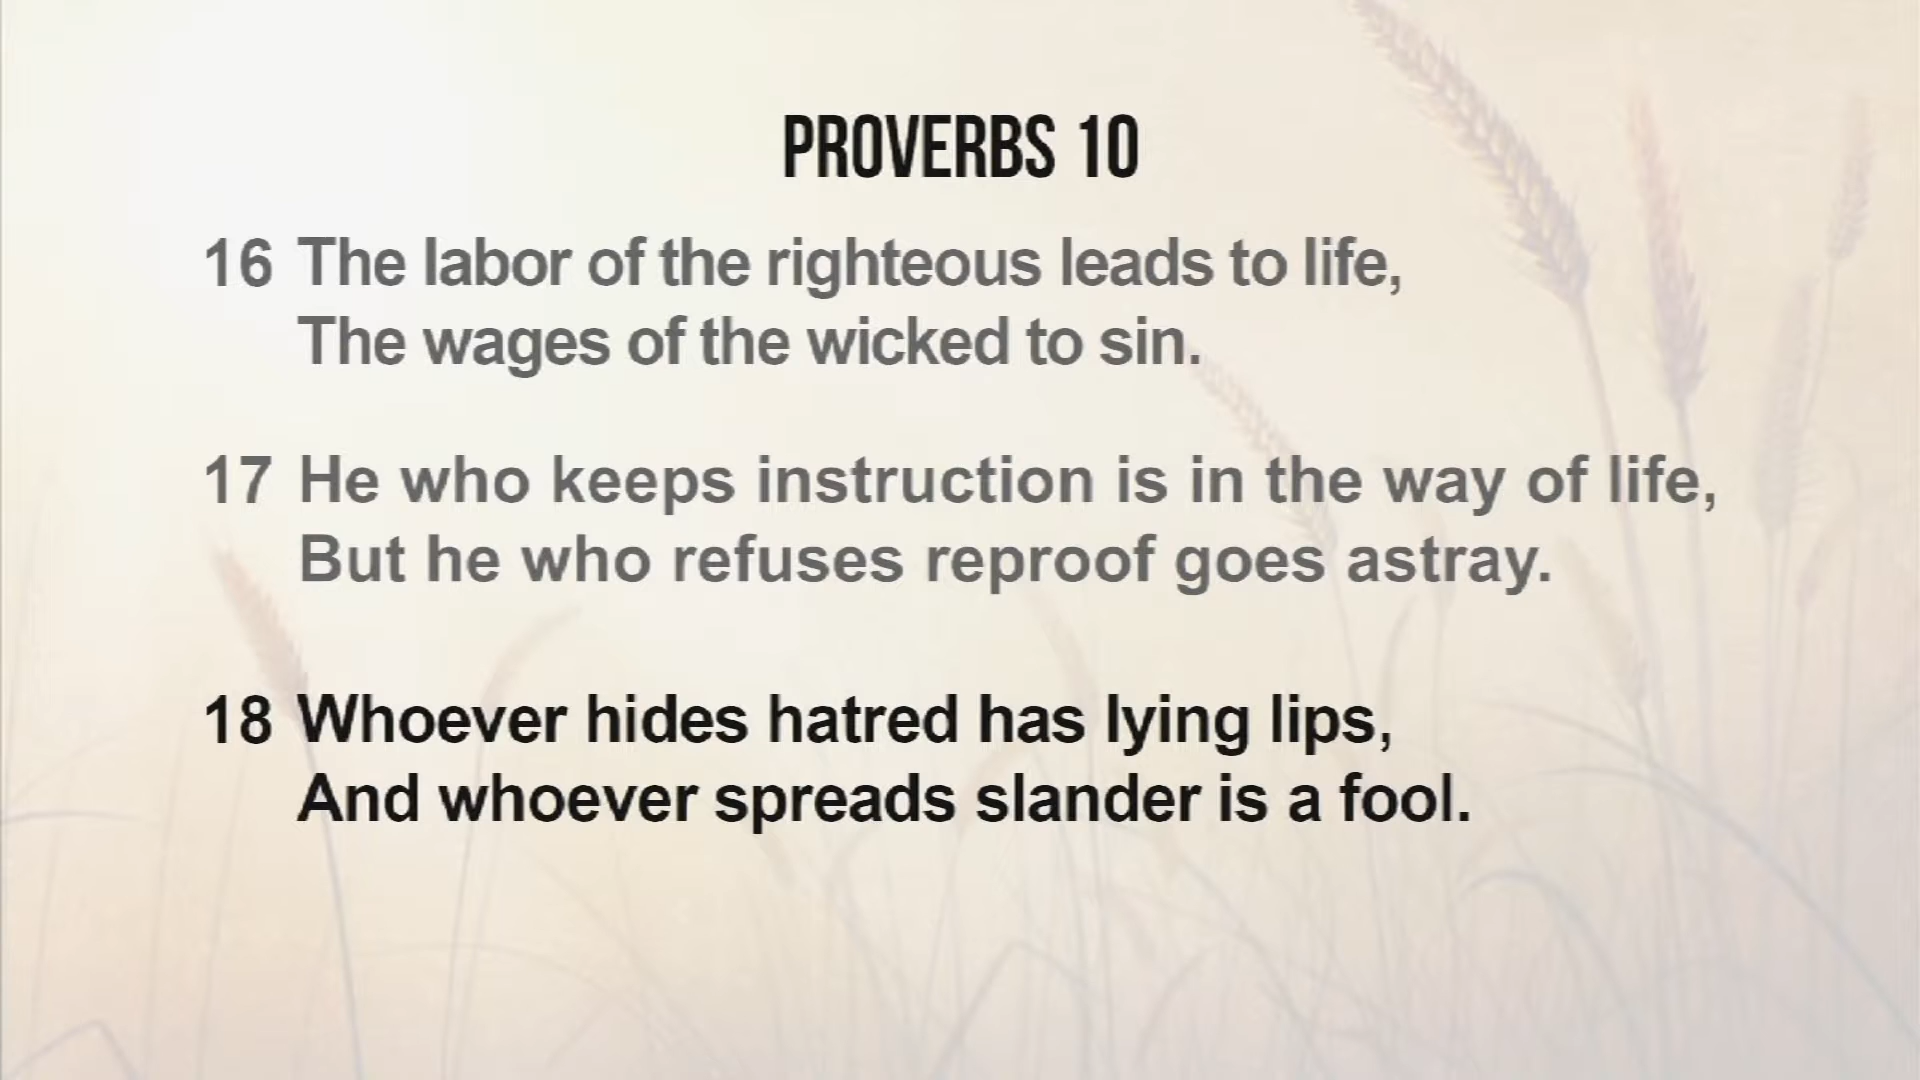 PROVERBS 10
16 The labor of the righteous leads to life,
The wages of the wicked to sin.
17 He who keeps instruction is in the way of life,
But he who refuses reproof goes astray.
18 Whoever hides hatred has lying lips,
And whoever spreads slander is a fool.